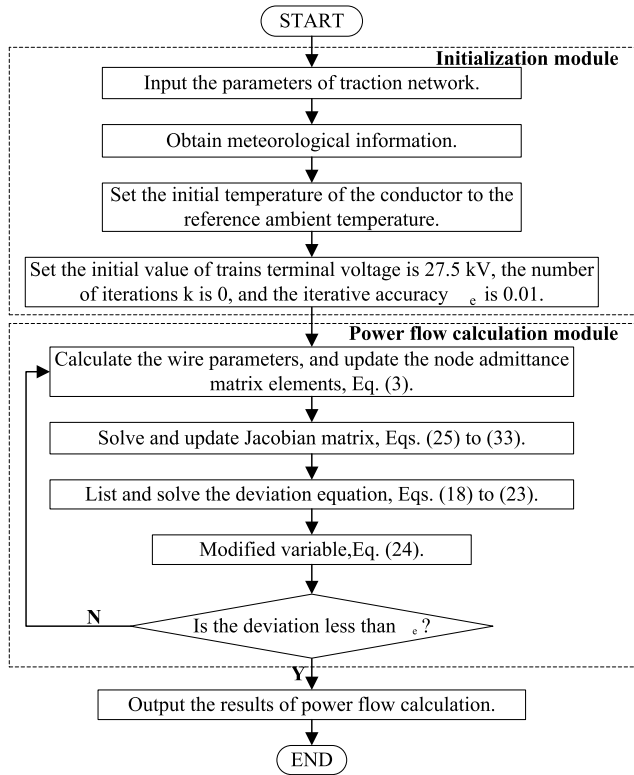 START
Initialization module
Input the parameters of traction network.
Obtain meteorological information.
Set the initial temperature of the conductor to the
reference ambient temperature.
Set the initial value of trains terminal voltage is 27.5 kV, the number
of iterions k is 0, and the iterative accuracy e is 0.01.
Power flow calculation module
Calculate the wire parameters, and update the node admittance
matrix elements, Eq. (3).
Solve and update Jacobian matrix, Eqs. (25) to (33).
List and solve the deviation equation, Eqs. (18) to (23).
Modified variable,Eq. (24).
N
Is the deviation less than e ?
Y
Output the results of power flow calculation.
END